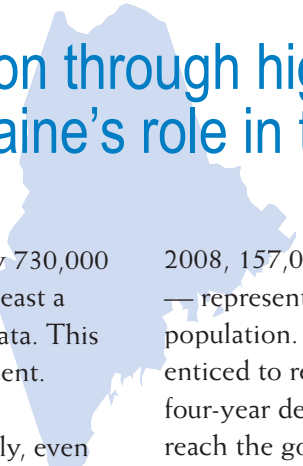 on through hig
aine's role in t
y 730,000
east a
ata. This
ent.
ly, even
2008, 157,0
— represent
population.
enticed to re
four-year de
reach the go